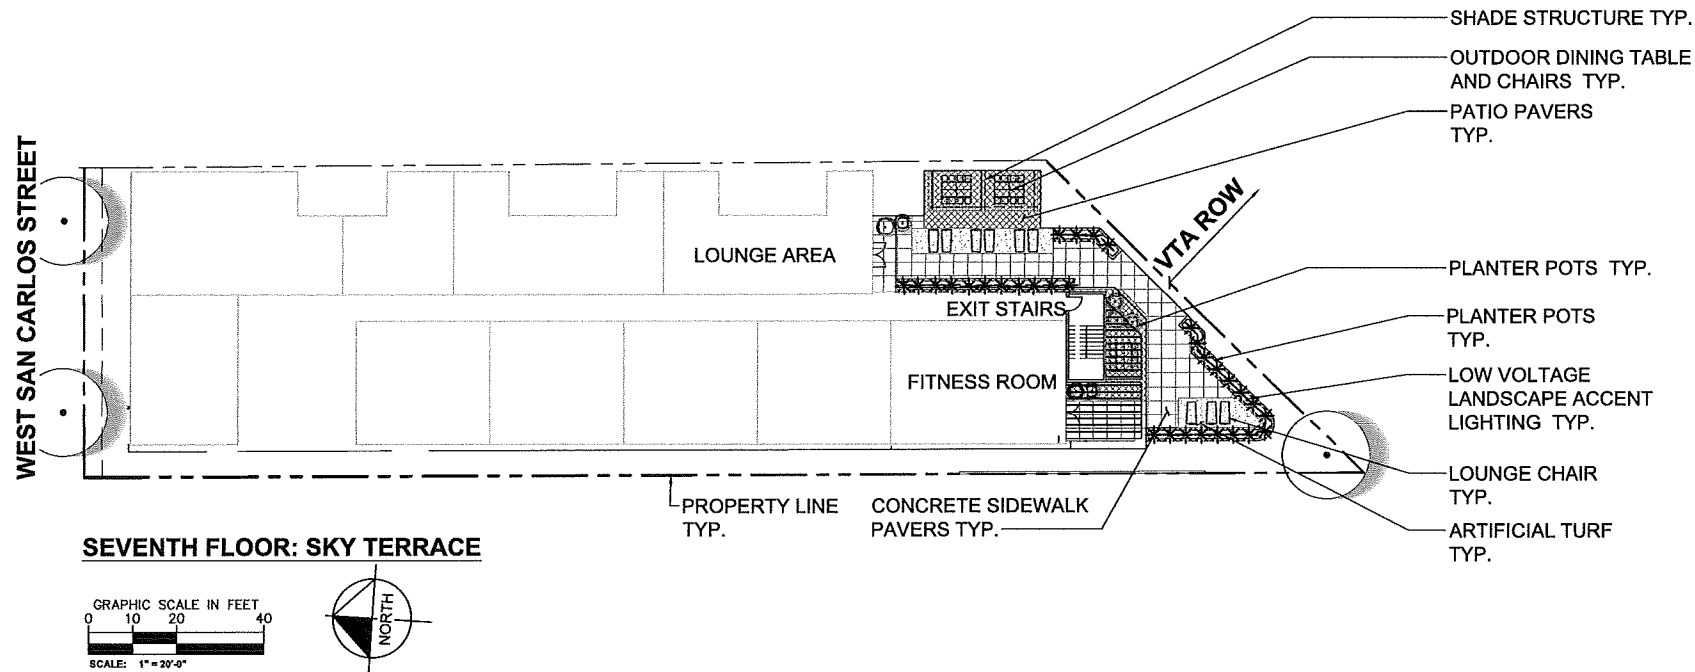 SHADE STRUCTURE TYP.
OUTDOOR DINING TABLE
AND CHAIRS TYP.
PATIO PAVERS
TYP.
WEST SAN CARLOS STREET
VTA ROW
LOUNGE AREA
PLANTER POTS TYP.
EXIT STAIRS
PLANTER POTS
TYP.
FITNESS ROOM
LOW VOLTAGE
LANDSCAPE ACCENT
LIGHTING TYP.
LOUNGE CHAIR
TYP.
PROPERTY LINE
TYP.
CONCRETE SIDEWALK
PAVERS TYP.
ARTIFICIAL TURF
TYP.
SEVENTH FLOOR: SKY TERRACE
GRAPHIC SCALE IN FEET
0 10 20 40
SCALE: 1" = 20'-0"
NORTH